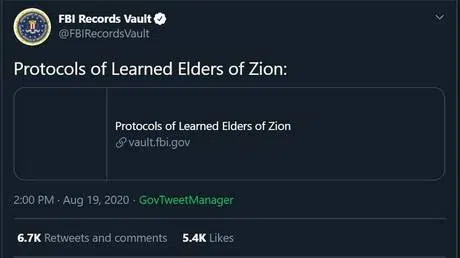 FBI Records Vault
@FBIRecordsVault
Protocols of Learned Elders of Zion:
Protocols of Learned Elders of Zion
vault.fbi.gov
2:00 PM · Aug 19, 2020 · GovTweetManager
6.7K Retweets and comments 5.4K Likes